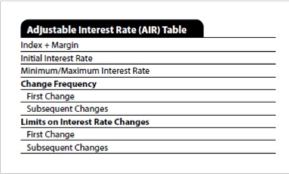 Adjustable Interest Rate (AIR) Table
Index + Margin
Initial Interest Rate
Minimum/Maximum Interest Rate
Change Frequency
First Change
Subsequent Changes
Limits on Interest Rate Changes
First Change
Subsequent Changes